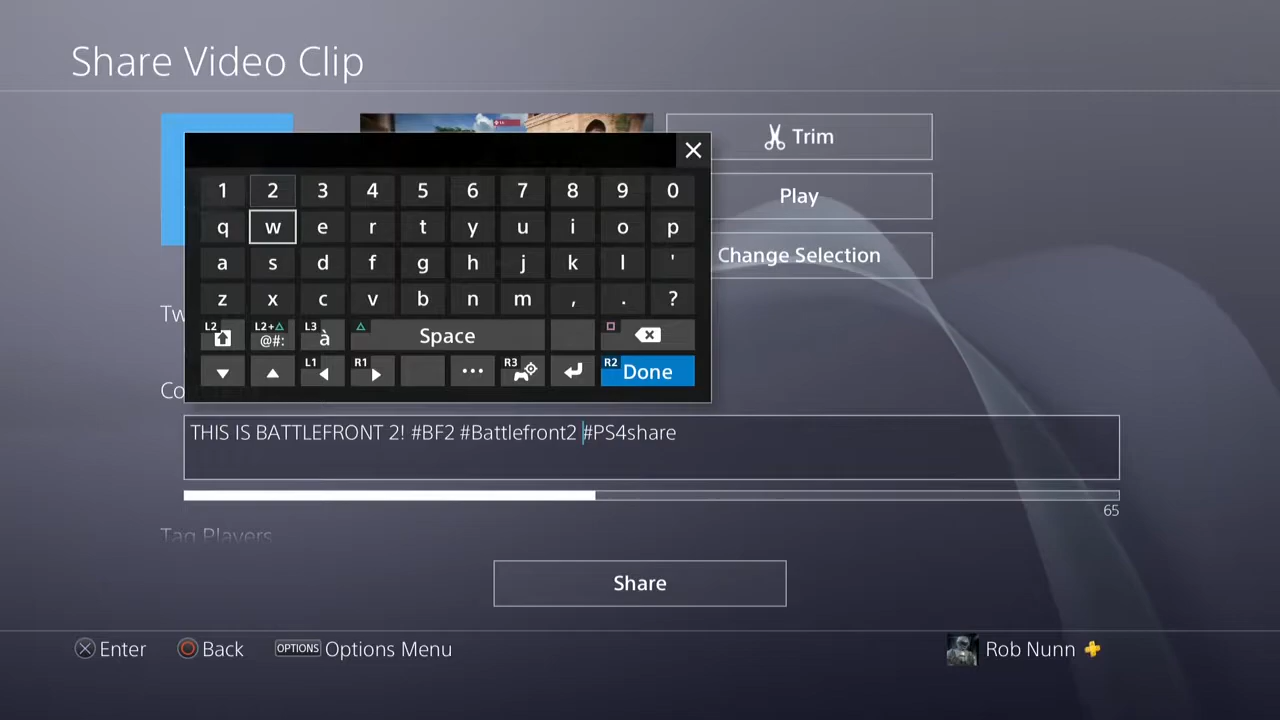 Share Video Clip
Trim
Play
Change Selection
1 2 3 4 5 6 7 8 9 0
q w e r t y u i o p
a s d f g h j k l '
z x c v b n m , . ?
L2 L2+△ @#: L3 à △ Space
L1 R1 ... R3 R2 Done
Tw
Co
THIS IS BATTLEFRONT 2! #BF2 #Battlefront2 #PS4share
65
Tag Players
Share
Enter Back OPTIONS Options Menu Rob Nunn